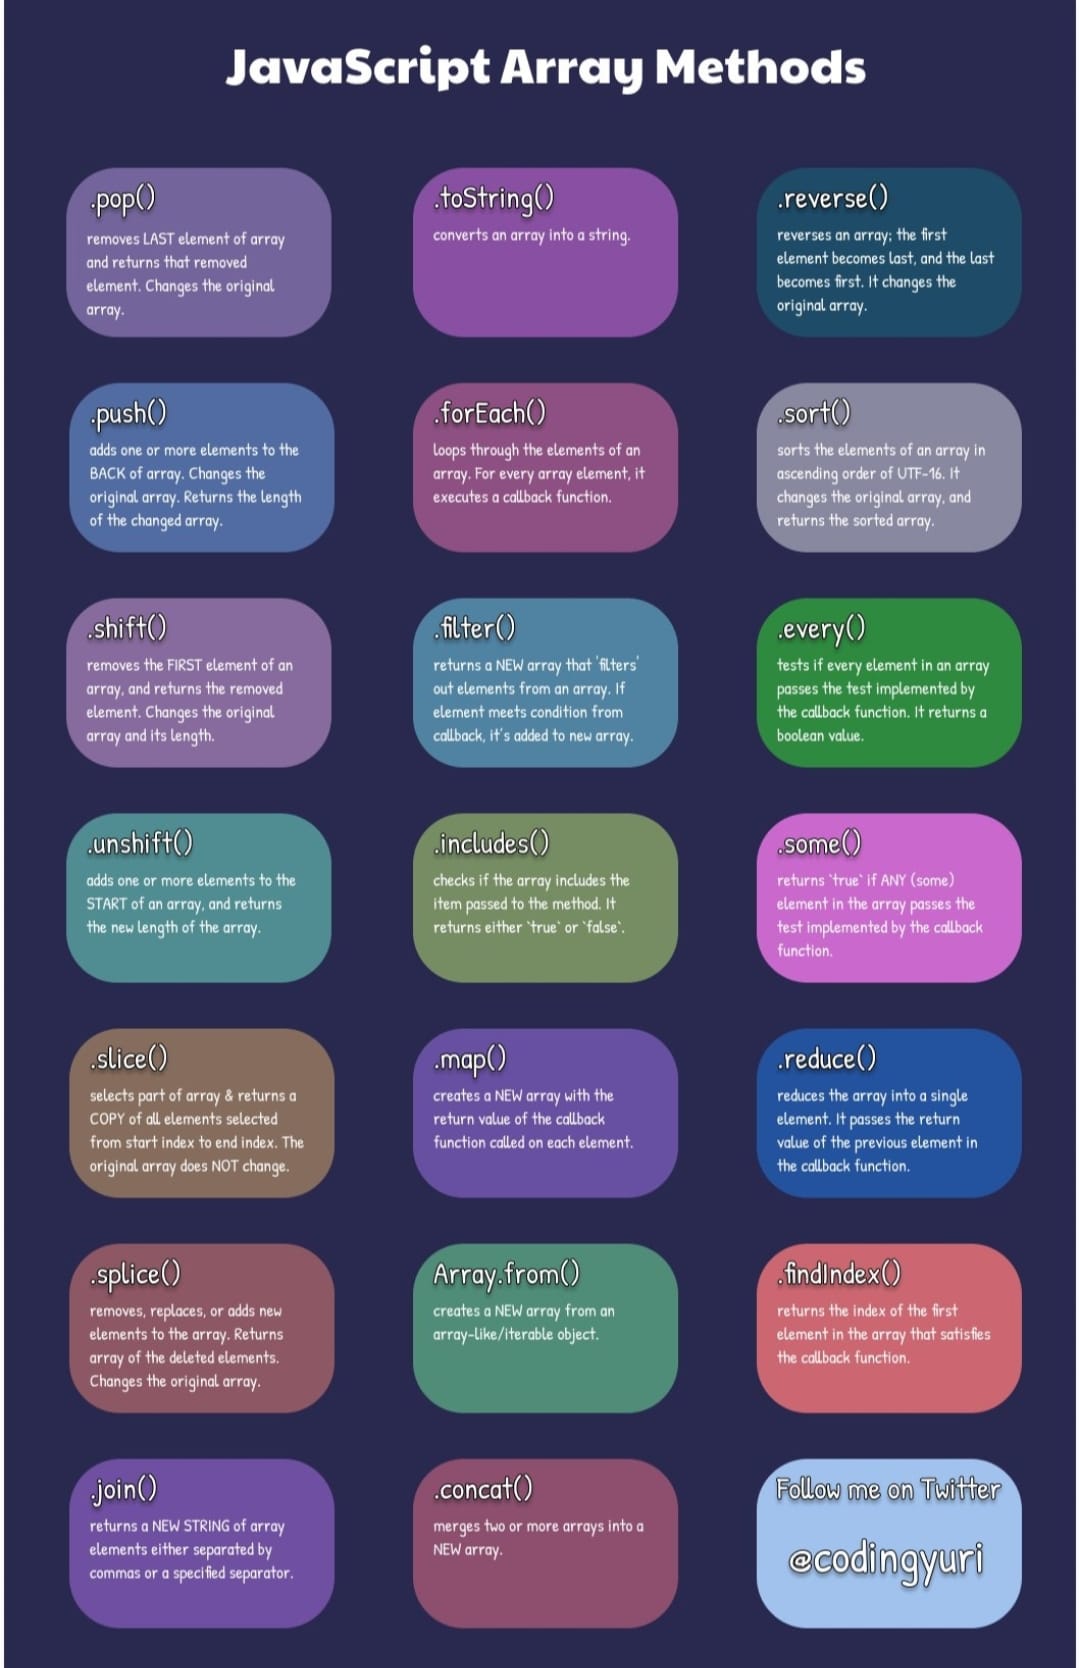 JavaScript Array Methods
.pop()
removes LAST element of array
and returns that removed
element. Changes the original
array.
.toString()
converts an array into a string.
.reverse()
reverses an array; the first
element becomes last, and the last
becomes first. It changes the
original array.
.push()
adds one or more elements to the
BACK of array. Changes the
original array. Returns the length
of the changed array.
.forEach()
loops through the elements of an
array. For every array element, it
executes a callback function.
.sort()
sorts the elements of an array in
ascending order of UTF-16. It
changes the original array, and
returns the sorted array.
.shift()
removes the FIRST element of an
array, and returns the removed
element. Changes the original
array and its length.
.filter()
returns a NEW array that 'filters'
out elements from an array. If
element meets condition from
callback, it's added to new array.
.every()
tests if every element in an array
passes the test implemented by
the callback function. It returns a
boolean value.
.unshift()
adds one or more elements to the
START of an array, and returns
the new length of the array.
.includes()
checks if the array includes the
item passed to the method. It
returns either `true` or `false`.
.some()
returns `true` if ANY (some)
element in the array passes the
test implemented by the callback
function.
.slice()
selects part of array & returns a
COPY of all elements selected
from start index to end index. The
original array does NOT change.
.map()
creates a NEW array with the
return value of the callback
function called on each element.
.reduce()
reduces the array into a single
element. It passes the return
value of the previous element in
the callback function.
.splice()
removes, replaces, or adds new
elements to the array. Returns
array of the deleted elements.
Changes the original array.
Array.from()
creates a NEW array from an
array-like/iterable object.
.findIndex()
returns the index of the first
element in the array that satisfies
the callback function.
.join()
returns a NEW STRING of array
elements either separated by
commas or a specified separator.
.concat()
merges two or more arrays into a
NEW array.
Follow me on Twitter
@codingyuri